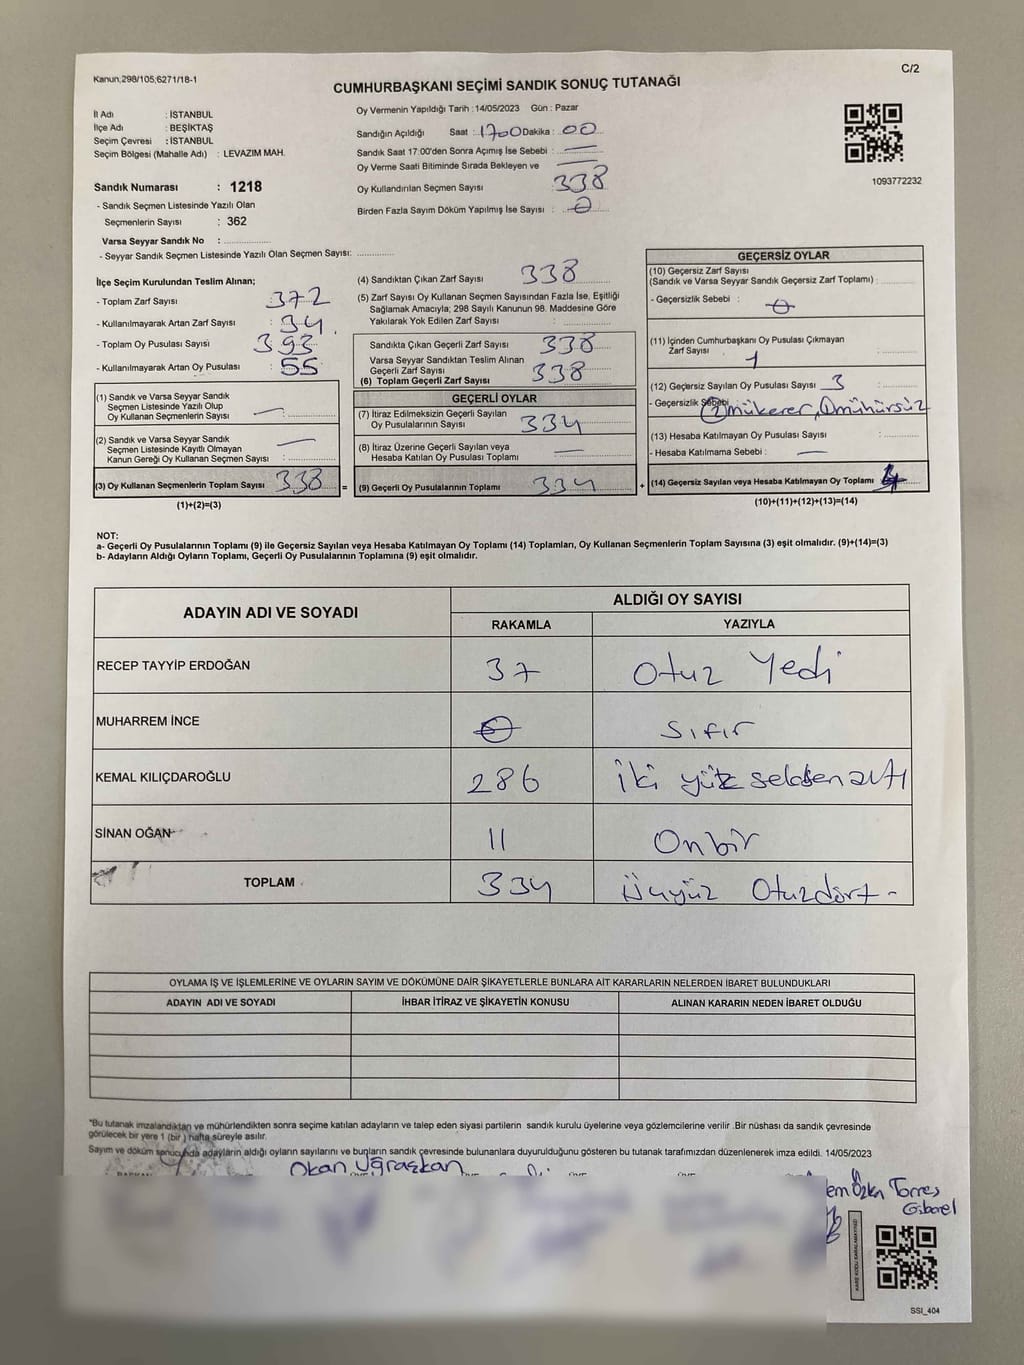 Kanun;298/105;6271/18-1
C/2
CUMHURBAŞKANI SEÇİMİ SANDIK SONUÇ TUTANAĞI
İl Adı : İSTANBUL
İlçe Adı : BEŞİKTAŞ
Seçim Çevresi : İSTANBUL
Seçim Bölgesi (Mahalle Adı) : LEVAZIM MAH.
Sandık Numarası : 1218
- Sandık Seçmen Listesinde Yazılı Olan
Seçmenlerin Sayısı : 362
Varsa Seyyar Sandık No :
- Seyyar Sandık Seçmen Listesinde Yazılı Olan Seçmen Sayısı:
Oy Vermenin Yapıldığı Tarih : 14/05/2023 Gün : Pazar
Sandığın Açıldığı Saat : 1700 Dakika : 00
Sandık Saat 17:00'den Sonra Açımış İse Sebebi : —
Oy Verme Saati Bitiminde Sırada Bekleyen ve —
Oy Kullandırılan Seçmen Sayısı 338
Birden Fazla Sayım Döküm Yapılmış İse Sayısı : 0
1093772232
İlçe Seçim Kurulundan Teslim Alınan;
- Toplam Zarf Sayısı 372
- Kullanılmayarak Artan Zarf Sayısı : 34
- Toplam Oy Pusulası Sayısı 393
- Kullanılmayarak Artan Oy Pusulası : 55
(1) Sandık ve Varsa Seyyar Sandık
Seçmen Listesinde Yazılı Olup
Oy Kullanan Seçmenlerin Sayısı : —
(2) Sandık ve Varsa Seyyar Sandık
Seçmen Listesinde Kayıtlı Olmayan
Kanun Gereği Oy Kullanan Seçmen Sayısı : —
(3) Oy Kullanan Seçmenlerin Toplam Sayısı 338 =
(1)+(2)=(3)
(4) Sandıktan Çıkan Zarf Sayısı 338
(5) Zarf Sayısı Oy Kullanan Seçmen Sayısından Fazla İse, Eşitliği
Sağlamak Amacıyla; 298 Sayılı Kanunun 98. Maddesine Göre
Yakılarak Yok Edilen Zarf Sayısı :
Sandıkta Çıkan Geçerli Zarf Sayısı 338
Varsa Seyyar Sandıktan Teslim Alınan
Geçerli Zarf Sayısı
(6) Toplam Geçerli Zarf Sayısı 338
GEÇERLİ OYLAR
(7) İtiraz Edilmeksizin Geçerli Sayılan
Oy Pusulalarının Sayısı 334
(8) İtiraz Üzerine Geçerli Sayılan veya
Hesaba Katılan Oy Pusulası Toplamı —
(9) Geçerli Oy Pusulalarının Toplamı 334 +
GEÇERSİZ OYLAR
(10) Geçersiz Zarf Sayısı
(Sandık ve Varsa Seyyar Sandık Geçersiz Zarf Toplamı) :
- Geçersizlik Sebebi : 0
(11) İçinden Cumhurbaşkanı Oy Pusulası Çıkmayan
Zarf Sayısı 1 :
(12) Geçersiz Sayılan Oy Pusulası Sayısı 3 :
- Geçersizlik Sebebi (2) mükerer, (1) mühürsüz
(13) Hesaba Katılmayan Oy Pusulası Sayısı :
- Hesaba Katılmama Sebebi : —
(14) Geçersiz Sayılan veya Hesaba Katılmayan Oy Toplamı 4
(10)+(11)+(12)+(13)=(14)
NOT:
a- Geçerli Oy Pusulalarının Toplamı (9) ile Geçersiz Sayılan veya Hesaba Katılmayan Oy Toplamı (14) Toplamları, Oy Kullanan Seçmenlerin Toplam Sayısına (3) eşit olmalıdır. (9)+(14)=(3)
b- Adayların Aldığı Oyların Toplamı, Geçerli Oy Pusulalarının Toplamına (9) eşit olmalıdır.
ADAYIN ADI VE SOYADI ALDIĞI OY SAYISI
RAKAMLA YAZIYLA
RECEP TAYYİP ERDOĞAN 37 Otuz Yedi
MUHARREM İNCE 0 Sıfır
KEMAL KILIÇDAROĞLU 286 İki yüz seksen altı
SİNAN OĞAN 11 Onbir
TOPLAM 334 Üçyüz Otuzdört -
OYLAMA İŞ VE İŞLEMLERİNE VE OYLARIN SAYIM VE DÖKÜMÜNE DAİR ŞİKAYETLERLE BUNLARA AİT KARARLARIN NELERDEN İBARET BULUNDUKLARI
ADAYIN ADI VE SOYADI İHBAR İTİRAZ VE ŞİKAYETİN KONUSU ALINAN KARARIN NEDEN İBARET OLDUĞU
*Bu tutanak imzalandıktan ve mühürlendikten sonra seçime katılan adayların ve talep eden siyasi partilerin sandık kurulu üyelerine veya gözlemcilerine verilir .Bir nüshası da sandık çevresinde
görülecek bir yere 1 (bir ) hafta süreyle asılır.
Sayım ve döküm sonucunda adayların aldığı oyların sayılarını ve bunların sandık çevresinde bulunanlara duyurulduğunu gösteren bu tutanak tarafımızdan düzenlenerek imza edildi. 14/05/2023
Okan Uğraşkan
Torres
SSI_404